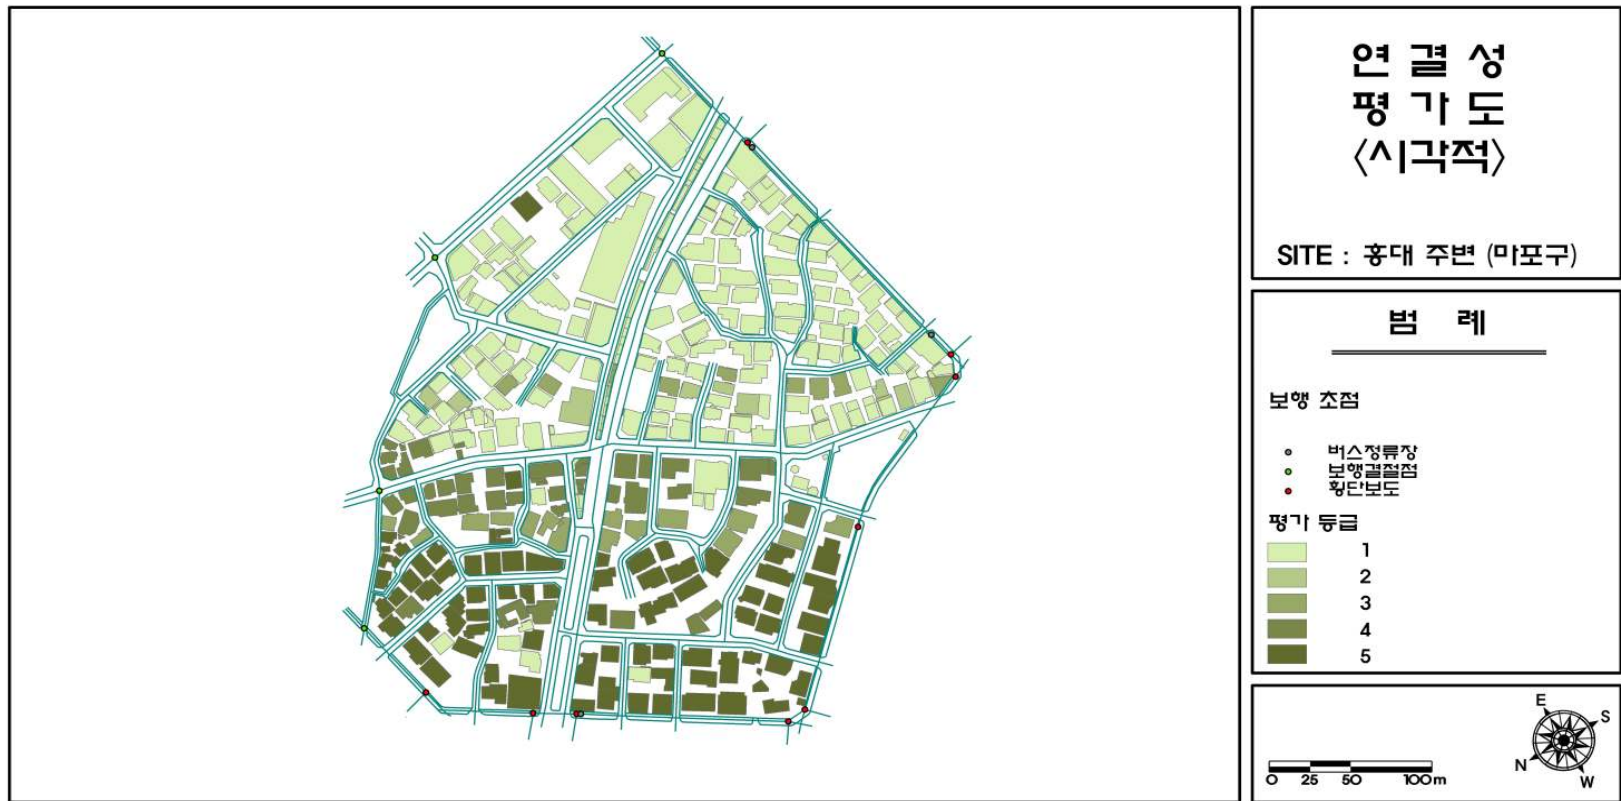 연 결 성
평 가 도
<시각적>
SITE : 홍대 주변 (마포구)
범 례
보행 초점
버스정류장
보행결절점
횡단보도
평가 등급
1
2
3
4
5
0 25 50 100m
E
S
N
W